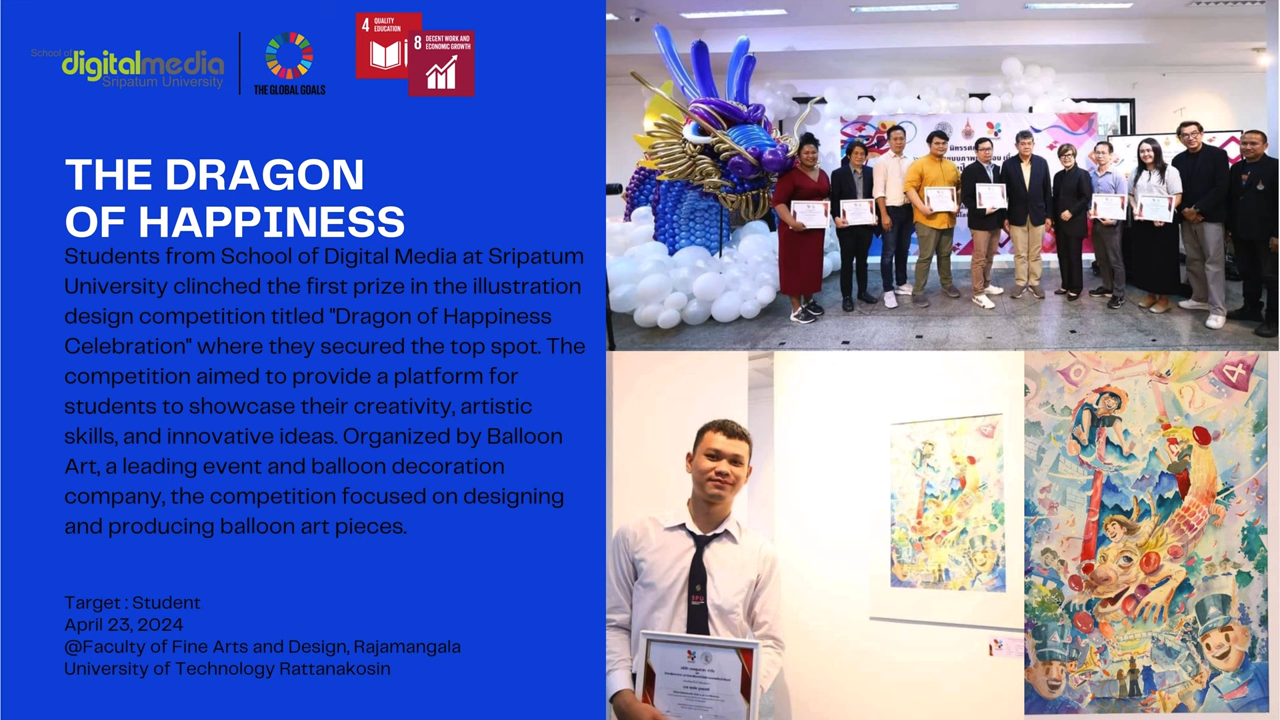 School of
digitalmedia
Sripatum University
THE GLOBAL GOALS
4 QUALITY
EDUCATION
8 DECENT WORK AND
ECONOMIC GROWTH
THE DRAGON
OF HAPPINESS
Students from School of Digital Media at Sripatum
University clinched the first prize in the illustration
design competition titled "Dragon of Happiness
Celebration" where they secured the top spot. The
competition aimed to provide a platform for
students to showcase their creativity, artistic
skills, and innovative ideas. Organized by Balloon
Art, a leading event and balloon decoration
company, the competition focused on designing
and producing balloon art pieces.
Target : Student
April 23, 2024
@Faculty of Fine Arts and Design, Rajamangala
University of Technology Rattanakosin
SPU